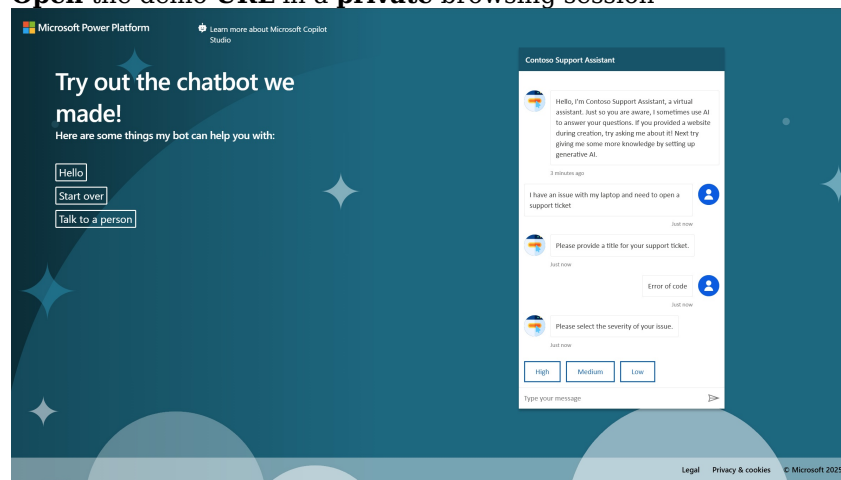 Open the demo URL in a private browsing session
Microsoft Power Platform
Learn more about Microsoft Copilot
Studio
Try out the chatbot we
made!
Here are some things my bot can help you with:
Hello
Start over
Talk to a person
Contoso Support Assistant
Hello, I'm Contoso Support Assistant, a virtual
assistant. Just so you are aware, I sometimes use AI
to answer your questions. If you provided a website
during creation, try asking me about it! Next try
giving me some more knowledge by setting up
generative AI.
3 minutes ago
I have an issue with my laptop and need to open a
support ticket
Just now
Please provide a title for your support ticket.
Just now
Error of code
Just now
Please select the severity of your issue.
Just now
High
Medium
Low
Type your message
Legal
Privacy & cookies
© Microsoft 2025